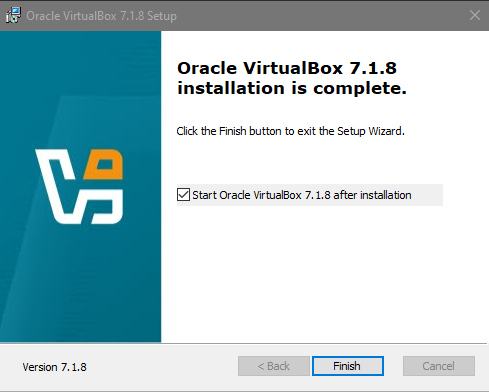 Oracle VirtualBox 7.1.8 Setup
Oracle VirtualBox 7.1.8
installation is complete.
Click the Finish button to exit the Setup Wizard.
Start Oracle VirtualBox 7.1.8 after installation
Version 7.1.8
< Back
Finish
Cancel